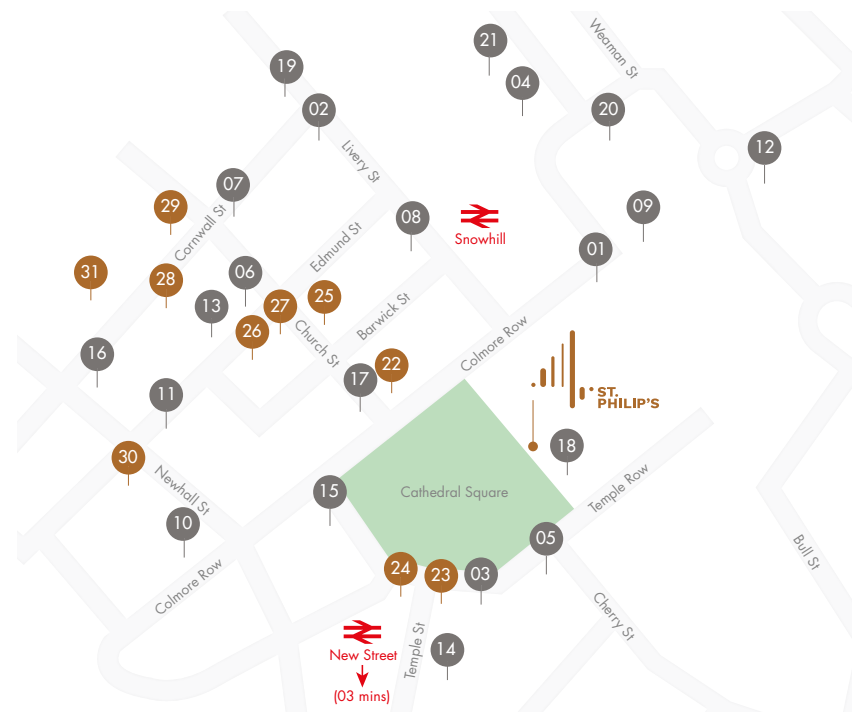 21
Weaman St
19
04
02
20
12
Livery St
07
29
09
08
Cornwall St
Edmund St
Snowhill
01
31
06
28
25
13
27
Barwick St
26
Church St
Colmore Row
16
22
17
11
ST.
PHILIP'S
18
30
Newhall St
15
Cathedral Square
Temple Row
10
05
Bull St
Colmore Row
24
23
03
Cherry St
New Street
(03 mins)
Temple St
14